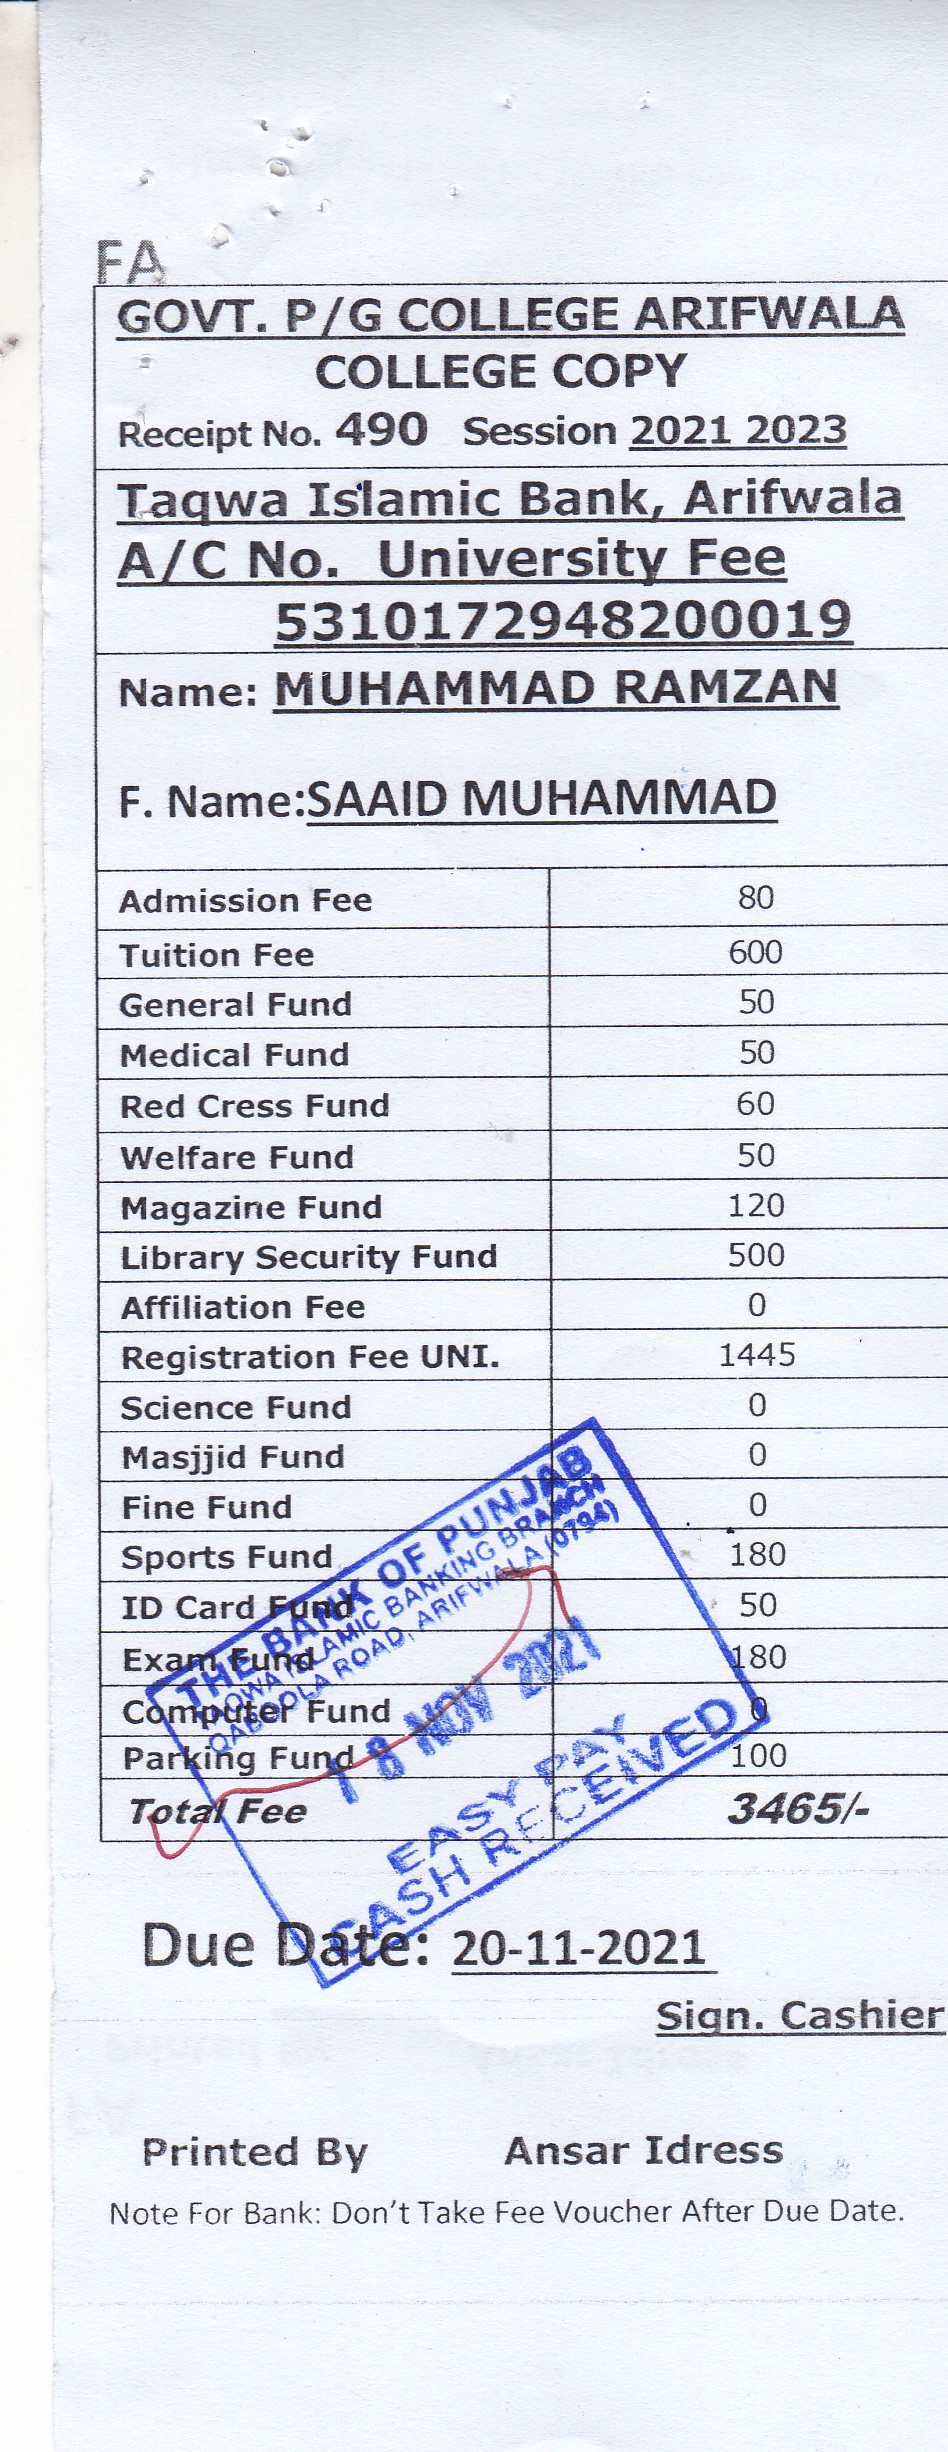 FA
GOVT. P/G COLLEGE ARIFWALA
COLLEGE COPY
Receipt No. 490 Session 2021 2023
Taqwa Islamic Bank, Arifwala
A/C No. University Fee
5310172948200019
Name: MUHAMMAD RAMZAN
F. Name:SAAID MUHAMMAD
Admission Fee 80
Tuition Fee 600
General Fund 50
Medical Fund 50
Red Cress Fund 60
Welfare Fund 50
Magazine Fund 120
Library Security Fund 500
Affiliation Fee 0
Registration Fee UNI. 1445
Science Fund 0
Masjjid Fund 0
Fine Fund 0
Sports Fund 180
ID Card Fund 50
Exam Fund 180
Computer Fund 0
Parking Fund 100
Total Fee 3465/-
THE BANK OF PUNJAB
TAQWA ISLAMIC BANKING BRANCH
QABOOLA ROAD, ARIFWALA (0794)
18 NOV 2021
EASY PAY
CASH RECEIVED
Due Date: 20-11-2021
Sign. Cashier
Printed By Ansar Idress
Note For Bank: Don't Take Fee Voucher After Due Date.